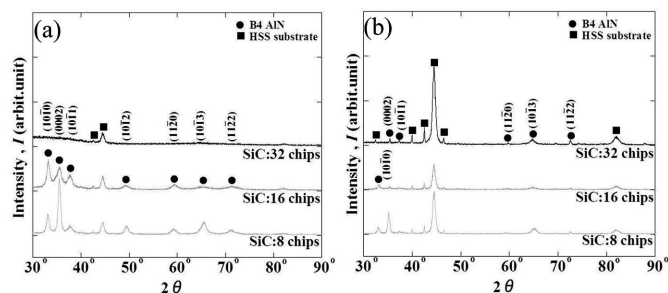 (a)
● B4 AlN
■ HSS substrate
(101̄0)
(0002)
(101̄1)
(101̄2)
(112̄0)
(101̄3)
(112̄2)
SiC:32 chips
SiC:16 chips
SiC:8 chips
Intensity , I (arbit.unit)
30° 40° 50° 60° 70° 80° 90°
2 θ
(b)
● B4 AlN
■ HSS substrate
(0002)
(101̄1)
(112̄0)
(101̄3)
(112̄2)
SiC:32 chips
(101̄0)
SiC:16 chips
SiC:8 chips
Intensity , I (arbit.unit)
30° 40° 50° 60° 70° 80° 90°
2 θ